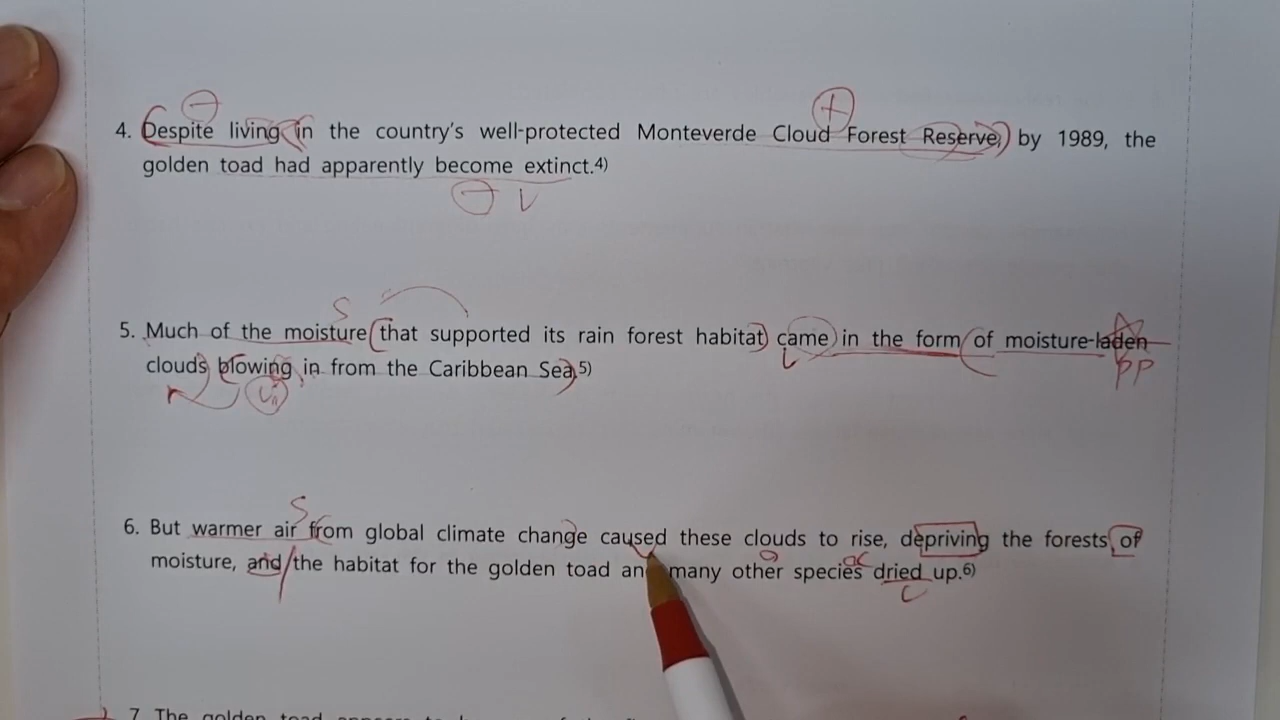 4. Despite living in the country's well-protected Monteverde Cloud Forest Reserve, by 1989, the
golden toad had apparently become extinct.4)
S
5. Much of the moisture that supported its rain forest habitat came in the form of moisture-laden
pp
clouds blowing in from the Caribbean Sea.5)
S
6. But warmer air from global climate change caused these clouds to rise, depriving the forests of
moisture, and the habitat for the golden toad and many other species dried up.6)
7. The golden toad